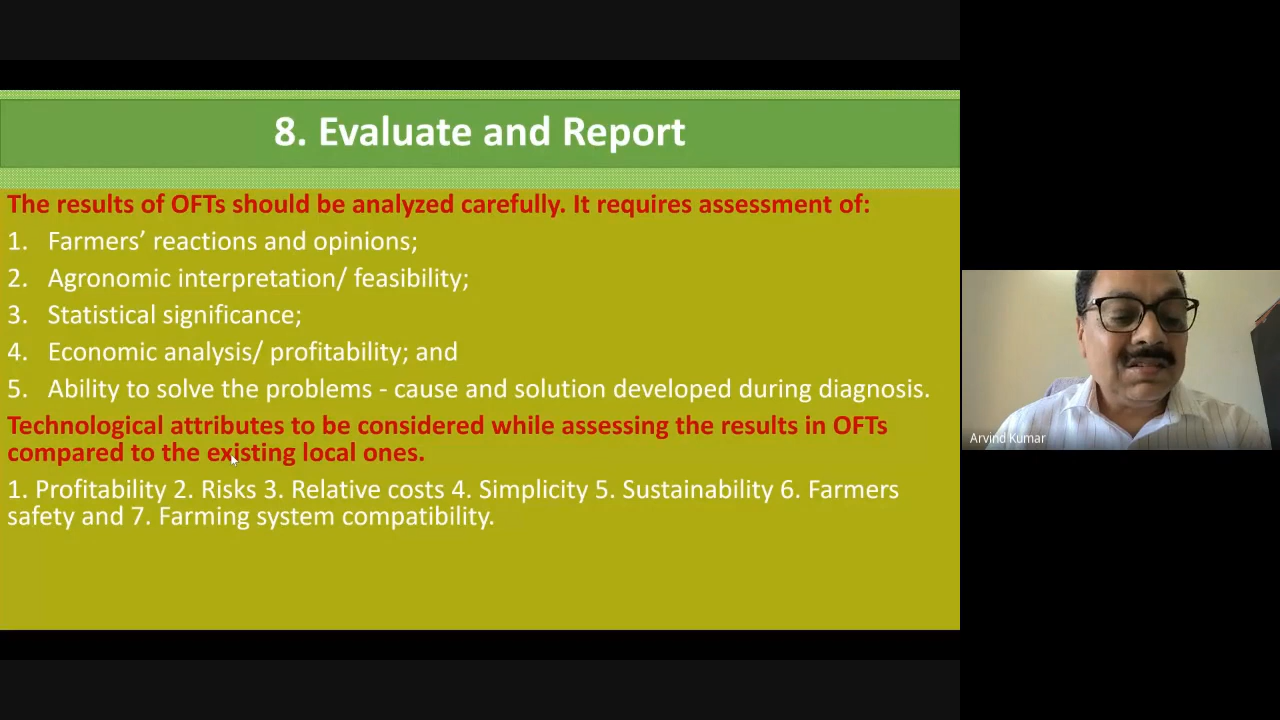 8. Evaluate and Report
The results of OFTs should be analyzed carefully. It requires assessment of:
1. Farmers’ reactions and opinions;
2. Agronomic interpretation/ feasibility;
3. Statistical significance;
4. Economic analysis/ profitability; and
5. Ability to solve the problems - cause and solution developed during diagnosis.
Technological attributes to be considered while assessing the results in OFTs
compared to the existing local ones.
1. Profitability 2. Risks 3. Relative costs 4. Simplicity 5. Sustainability 6. Farmers
safety and 7. Farming system compatibility.
Arvind Kumar